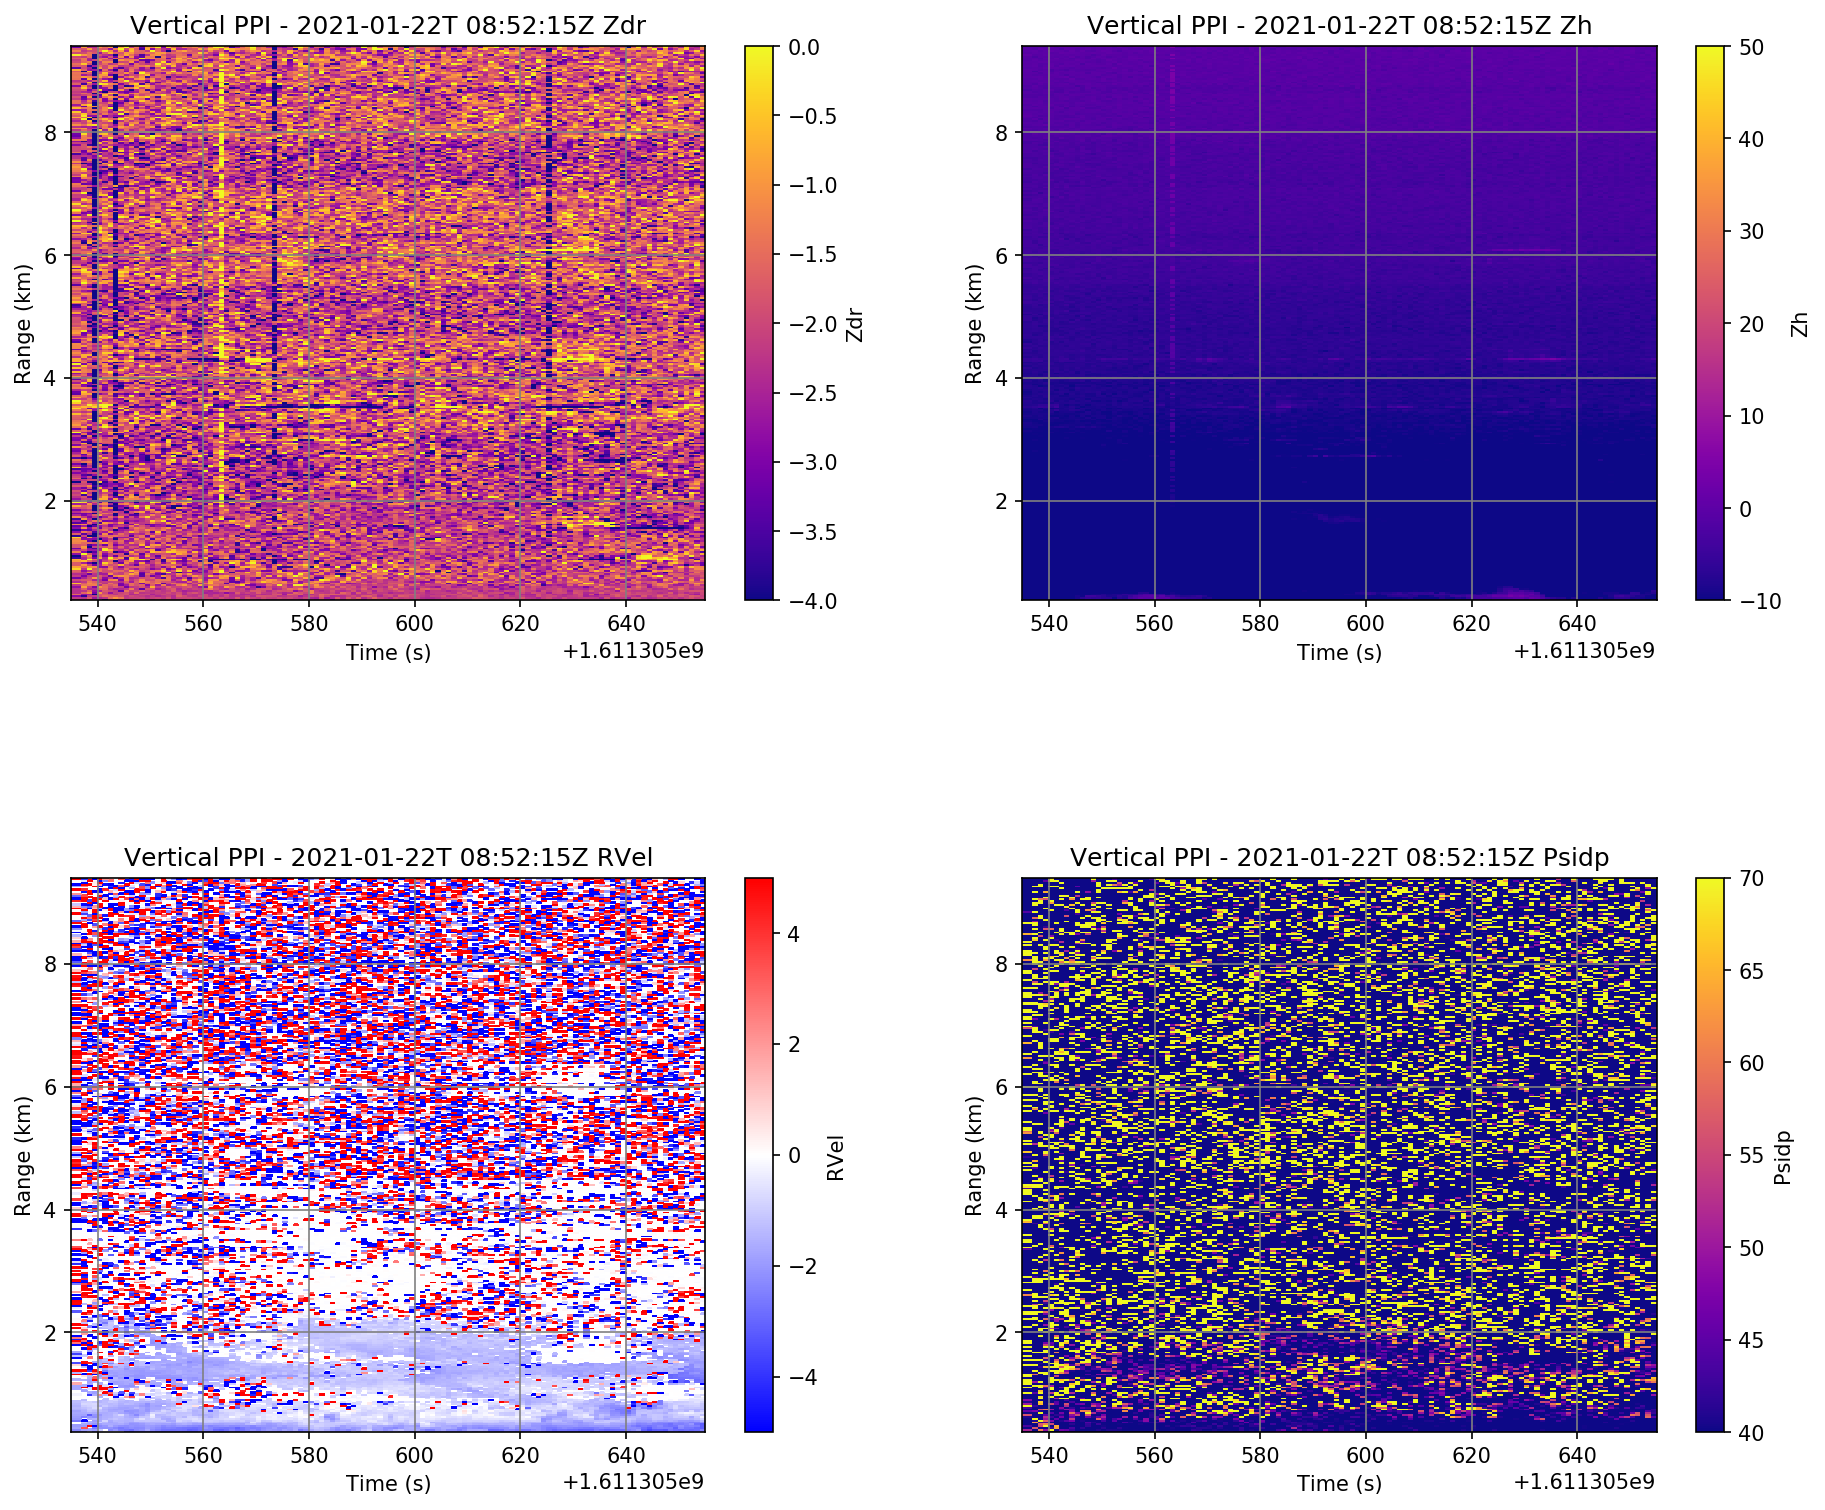 Vertical PPI - 2021-01-22T 08:52:15Z Zdr
0.0
−0.5
−1.0
−1.5
−2.0
−2.5
−3.0
−3.5
−4.0
Zdr
8
6
4
2
Range (km)
540 560 580 600 620 640
Time (s)
+1.611305e9
Vertical PPI - 2021-01-22T 08:52:15Z Zh
50
40
30
20
10
0
−10
Zh
8
6
4
2
Range (km)
540 560 580 600 620 640
Time (s)
+1.611305e9
Vertical PPI - 2021-01-22T 08:52:15Z RVel
4
2
0
−2
−4
RVel
8
6
4
2
Range (km)
540 560 580 600 620 640
Time (s)
+1.611305e9
Vertical PPI - 2021-01-22T 08:52:15Z Psidp
70
65
60
55
50
45
40
Psidp
8
6
4
2
Range (km)
540 560 580 600 620 640
Time (s)
+1.611305e9